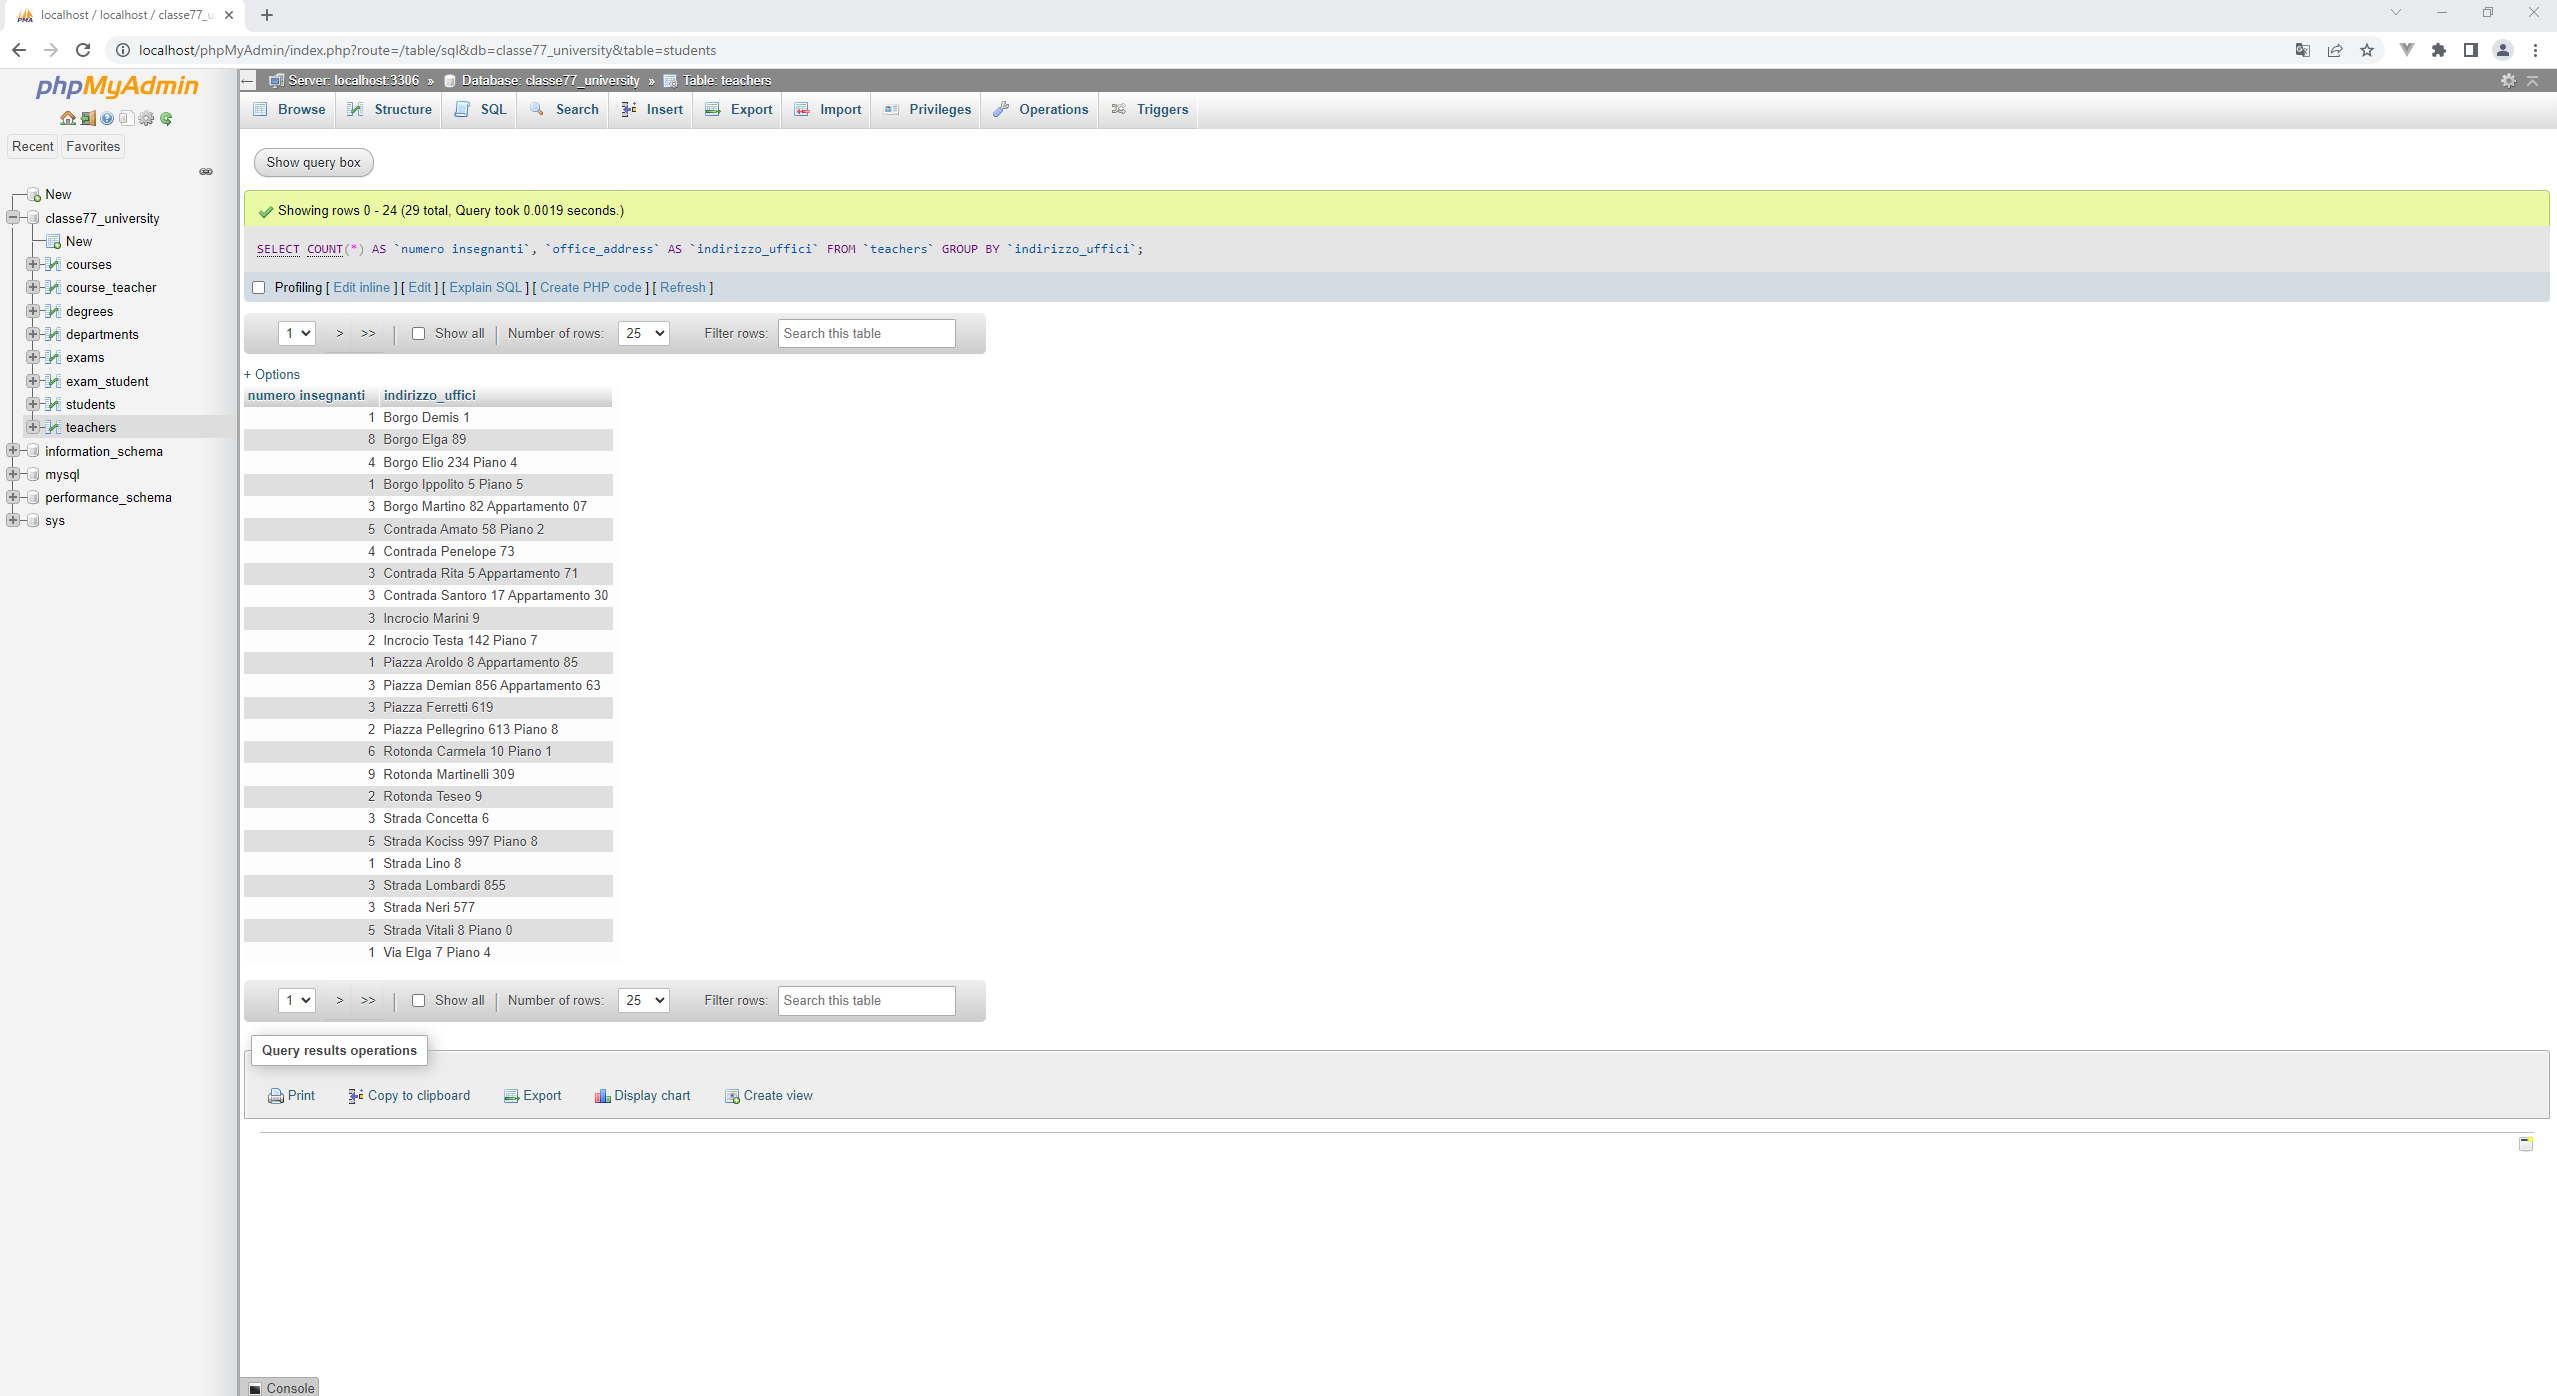 localhost / localhost / classe77_u
localhost/phpMyAdmin/index.php?route=/table/sql&db=classe77_university&table=students
phpMyAdmin
Recent Favorites
New
classe77_university
New
courses
course_teacher
degrees
departments
exams
exam_student
students
teachers
information_schema
mysql
performance_schema
sys
Server: localhost:3306 » Database: classe77_university » Table: teachers
Browse Structure SQL Search Insert Export Import Privileges Operations Triggers
Show query box
Showing rows 0 - 24 (29 total, Query took 0.0019 seconds.)
SELECT COUNT(*) AS `numero insegnanti`, `office_address` AS `indirizzo_uffici` FROM `teachers` GROUP BY `indirizzo_uffici`;
Profiling [ Edit inline ] [ Edit ] [ Explain SQL ] [ Create PHP code ] [ Refresh ]
1 > >> | Show all | Number of rows: 25 Filter rows: Search this table
+ Options
numero insegnanti indirizzo_uffici
1 Borgo Demis 1
8 Borgo Elga 89
4 Borgo Elio 234 Piano 4
1 Borgo Ippolito 5 Piano 5
3 Borgo Martino 82 Appartamento 07
5 Contrada Amato 58 Piano 2
4 Contrada Penelope 73
3 Contrada Rita 5 Appartamento 71
3 Contrada Santoro 17 Appartamento 30
3 Incrocio Marini 9
2 Incrocio Testa 142 Piano 7
1 Piazza Aroldo 8 Appartamento 85
3 Piazza Demian 856 Appartamento 63
3 Piazza Ferretti 619
2 Piazza Pellegrino 613 Piano 8
6 Rotonda Carmela 10 Piano 1
9 Rotonda Martinelli 309
2 Rotonda Teseo 9
3 Strada Concetta 6
5 Strada Kociss 997 Piano 8
1 Strada Lino 8
3 Strada Lombardi 855
3 Strada Neri 577
5 Strada Vitali 8 Piano 0
1 Via Elga 7 Piano 4
1 > >> | Show all | Number of rows: 25 Filter rows: Search this table
Query results operations
Print Copy to clipboard Export Display chart Create view
Console